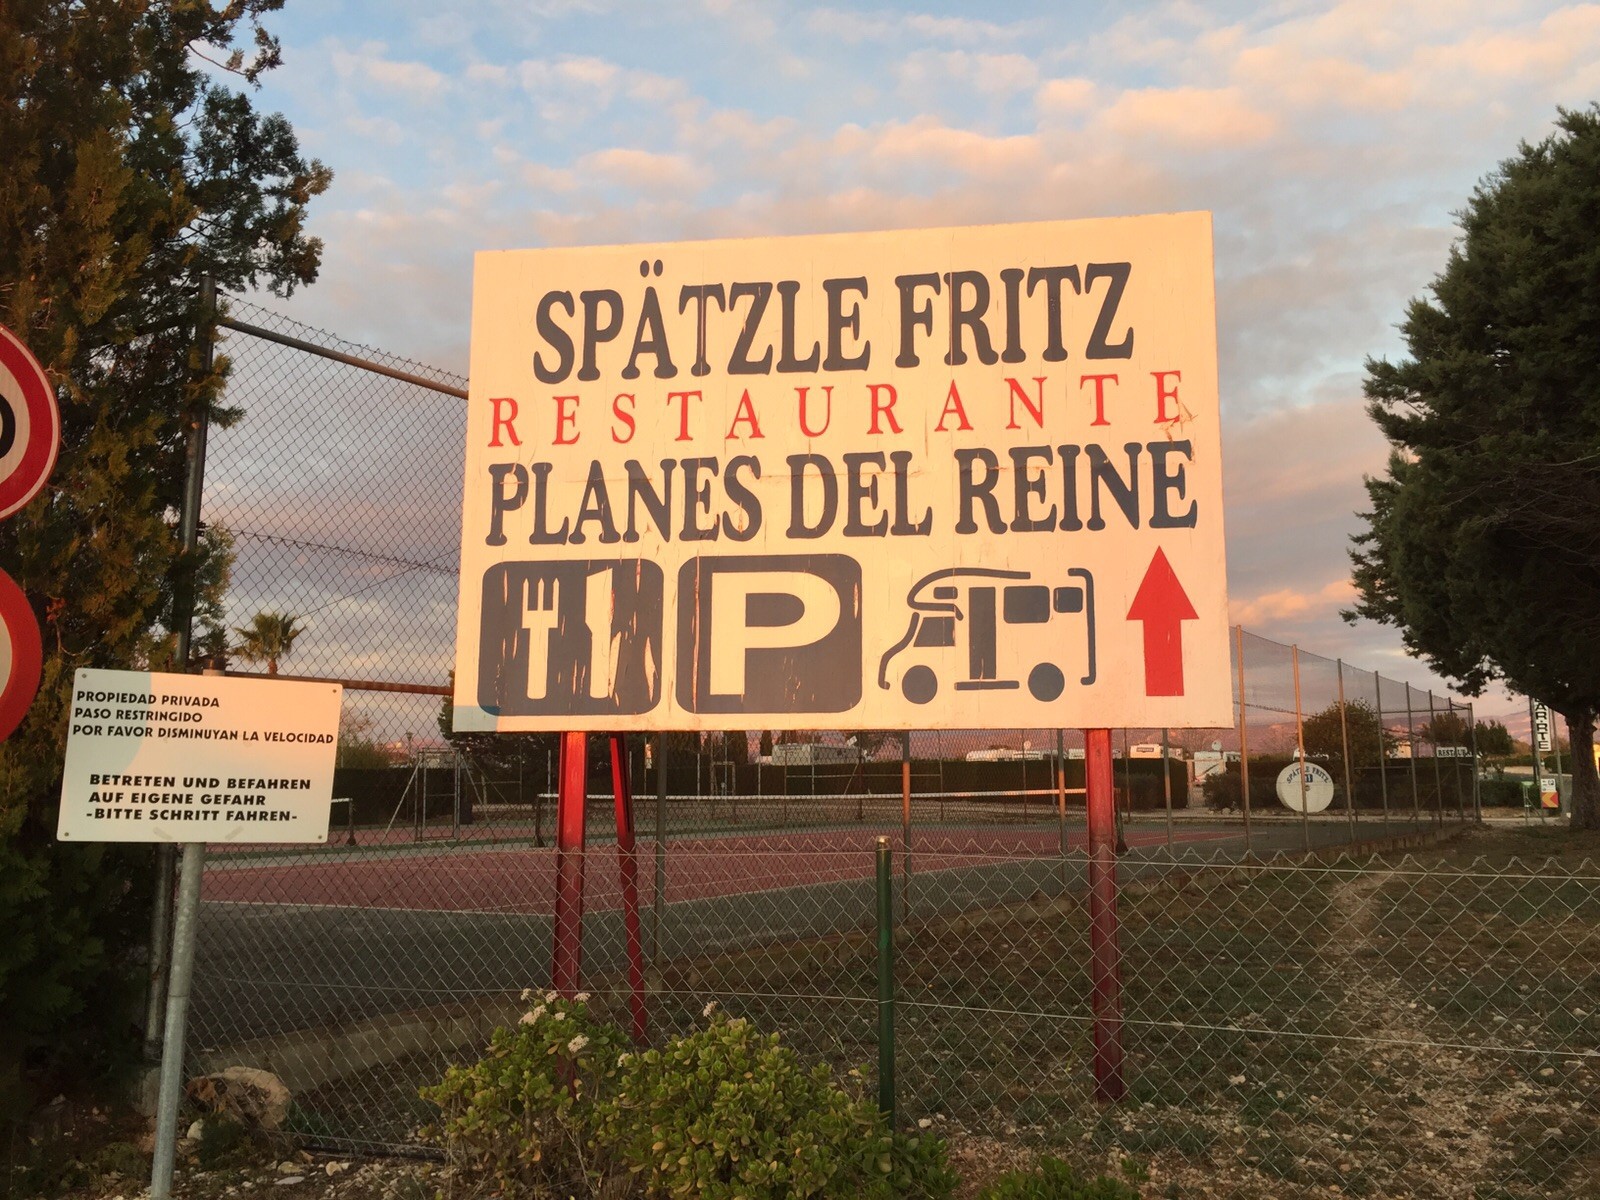 SPÄTZLE FRITZ
RESTAURANTE
PLANES DEL REINE
P
PROPIEDAD PRIVADA
PASO RESTRINGIDO
POR FAVOR DISMINUYAN LA VELOCIDAD
BETRETEN UND BEFAHREN
AUF EIGENE GEFAHR
-BITTE SCHRITT FAHREN-
SPÄTZLE FRITZ